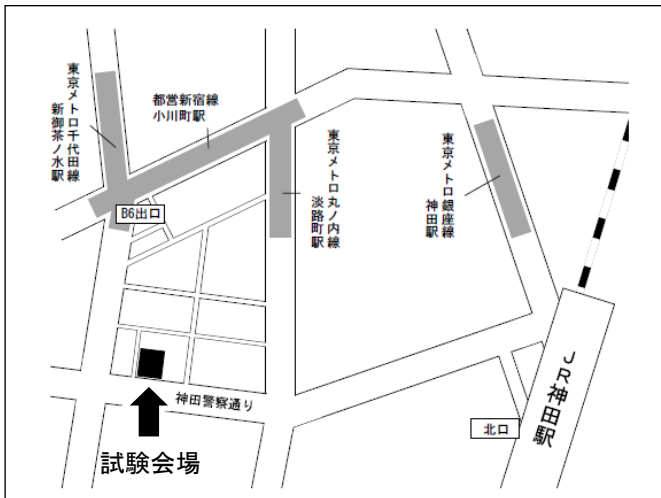 東京メトロ千代田線
新御茶ノ水駅
都営新宿線
小川町駅
東京メトロ丸ノ内線
淡路町駅
東京メトロ銀座線
神田駅
B6出口
神田警察通り
試験会場
北口
JR神田駅